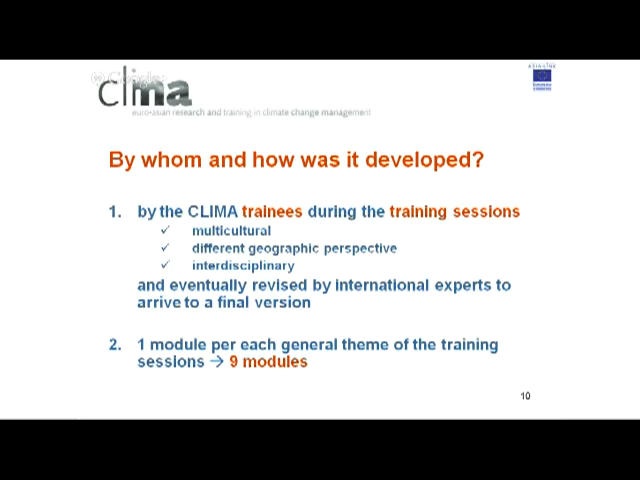 clima
euro-asian research and training in climate change management
ASIA-LINK
By whom and how was it developed?
1. by the CLIMA trainees during the training sessions
✓ multicultural
✓ different geographic perspective
✓ interdisciplinary
and eventually revised by international experts to
arrive to a final version
2. 1 module per each general theme of the training
sessions → 9 modules
10